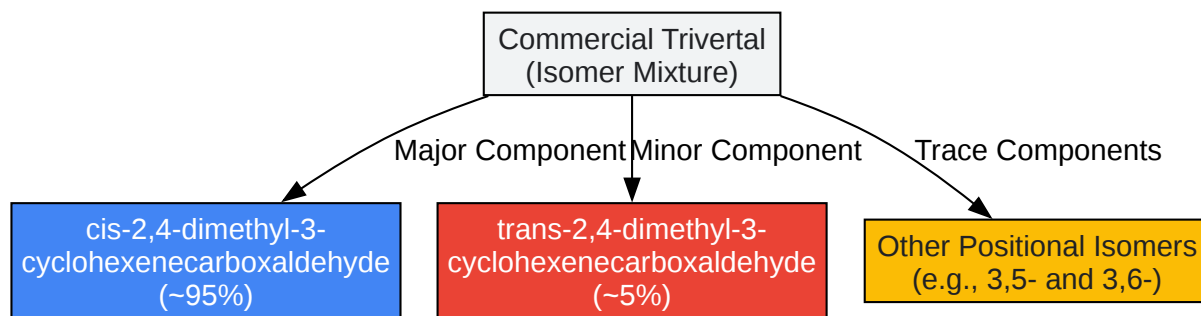 Commercial Trivertal
(Isomer Mixture)
Major Component
Minor Component
Trace Components
cis-2,4-dimethyl-3-
cyclohexenecarboxaldehyde
(~95%)
trans-2,4-dimethyl-3-
cyclohexenecarboxaldehyde
(~5%)
Other Positional Isomers
(e.g., 3,5- and 3,6-)